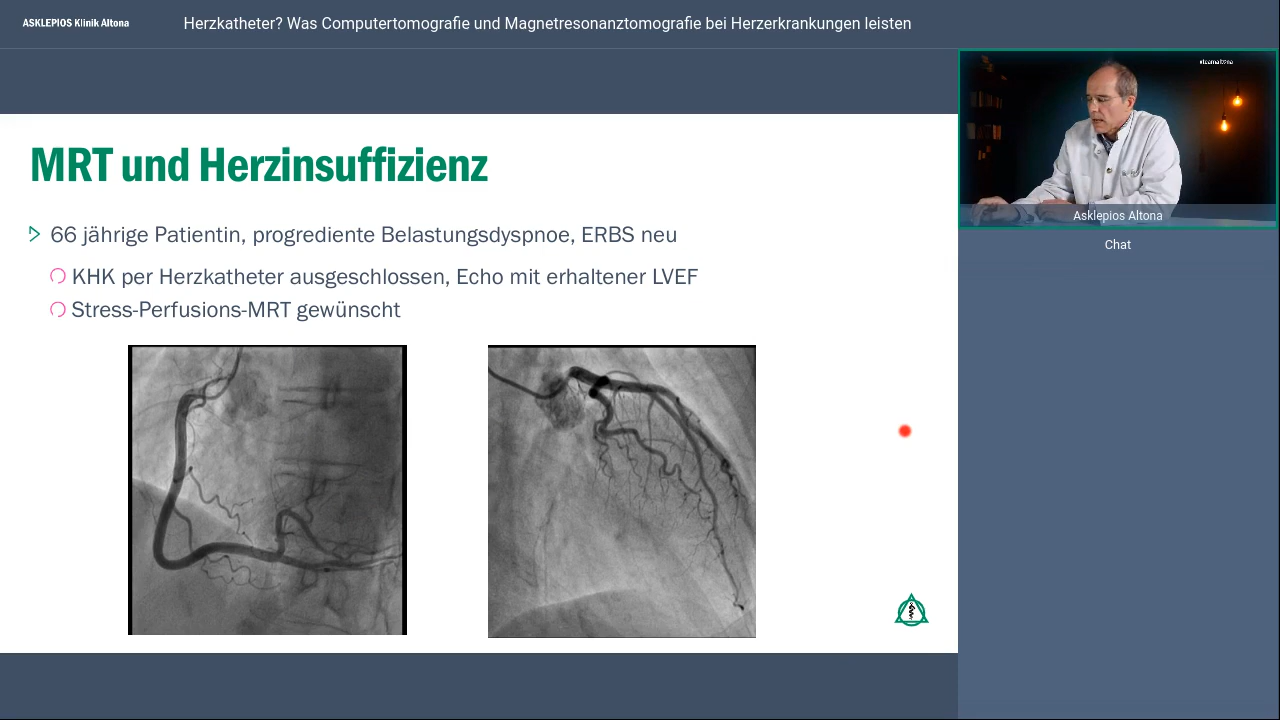 ASKLEPIOS Klinik Altona
Herzkatheter? Was Computertomografie und Magnetresonanztomografie bei Herzerkrankungen leisten
#teamaltona
Asklepios Altona
Chat
MRT und Herzinsuffizienz
66 jährige Patientin, progrediente Belastungsdyspnoe, ERBS neu
KHK per Herzkatheter ausgeschlossen, Echo mit erhaltener LVEF
Stress-Perfusions-MRT gewünscht